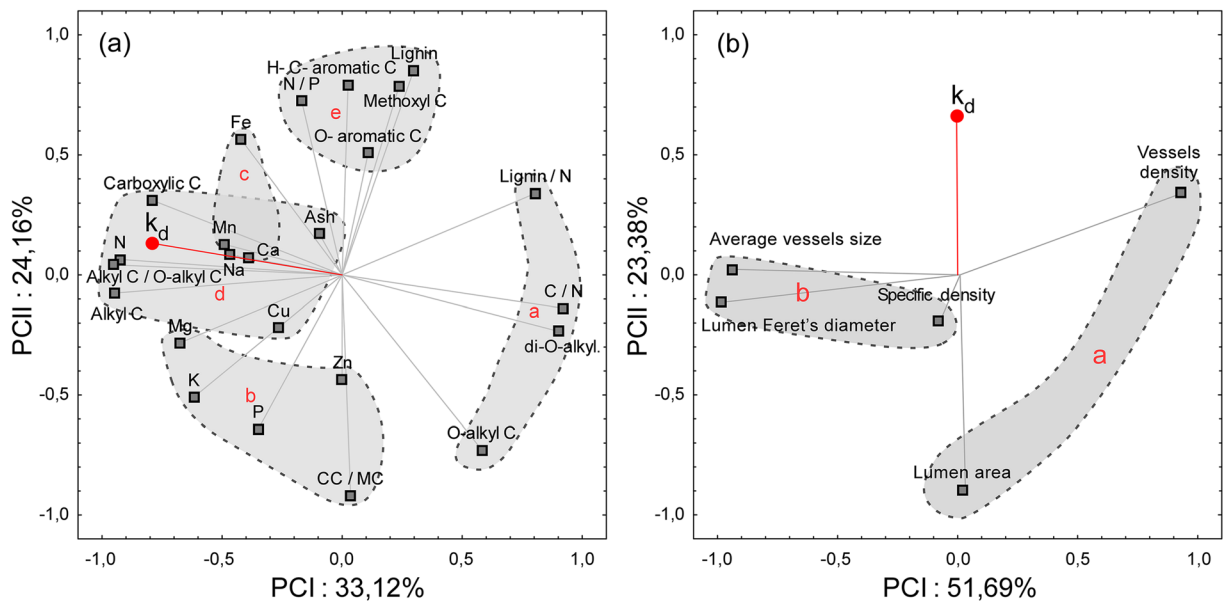 (a)
1,0
0,5
0,0
-0,5
-1,0
PCII : 24,16%
Lignin
H- C- aromatic C
N / P
Methoxyl C
e
O- aromatic C
Fe
c
Carboxylic C
kd
Lignin / N
Ash
Mn
Ca
N
Na
Alkyl C / O-alkyl C
d
Alkyl C
Cu
C / N
a
di-O-alkyl.
Mg
Zn
K
b
P
O-alkyl C
CC / MC
-1,0
-0,5
0,0
0,5
1,0
PCI : 33,12%
(b)
1,0
0,5
0,0
-0,5
-1,0
PCII : 23,38%
kd
Vessels
density
Average vessels size
b
Specific density
Lumen Eeret's diameter
a
Lumen area
-1,0
-0,5
0,0
0,5
1,0
PCI : 51,69%